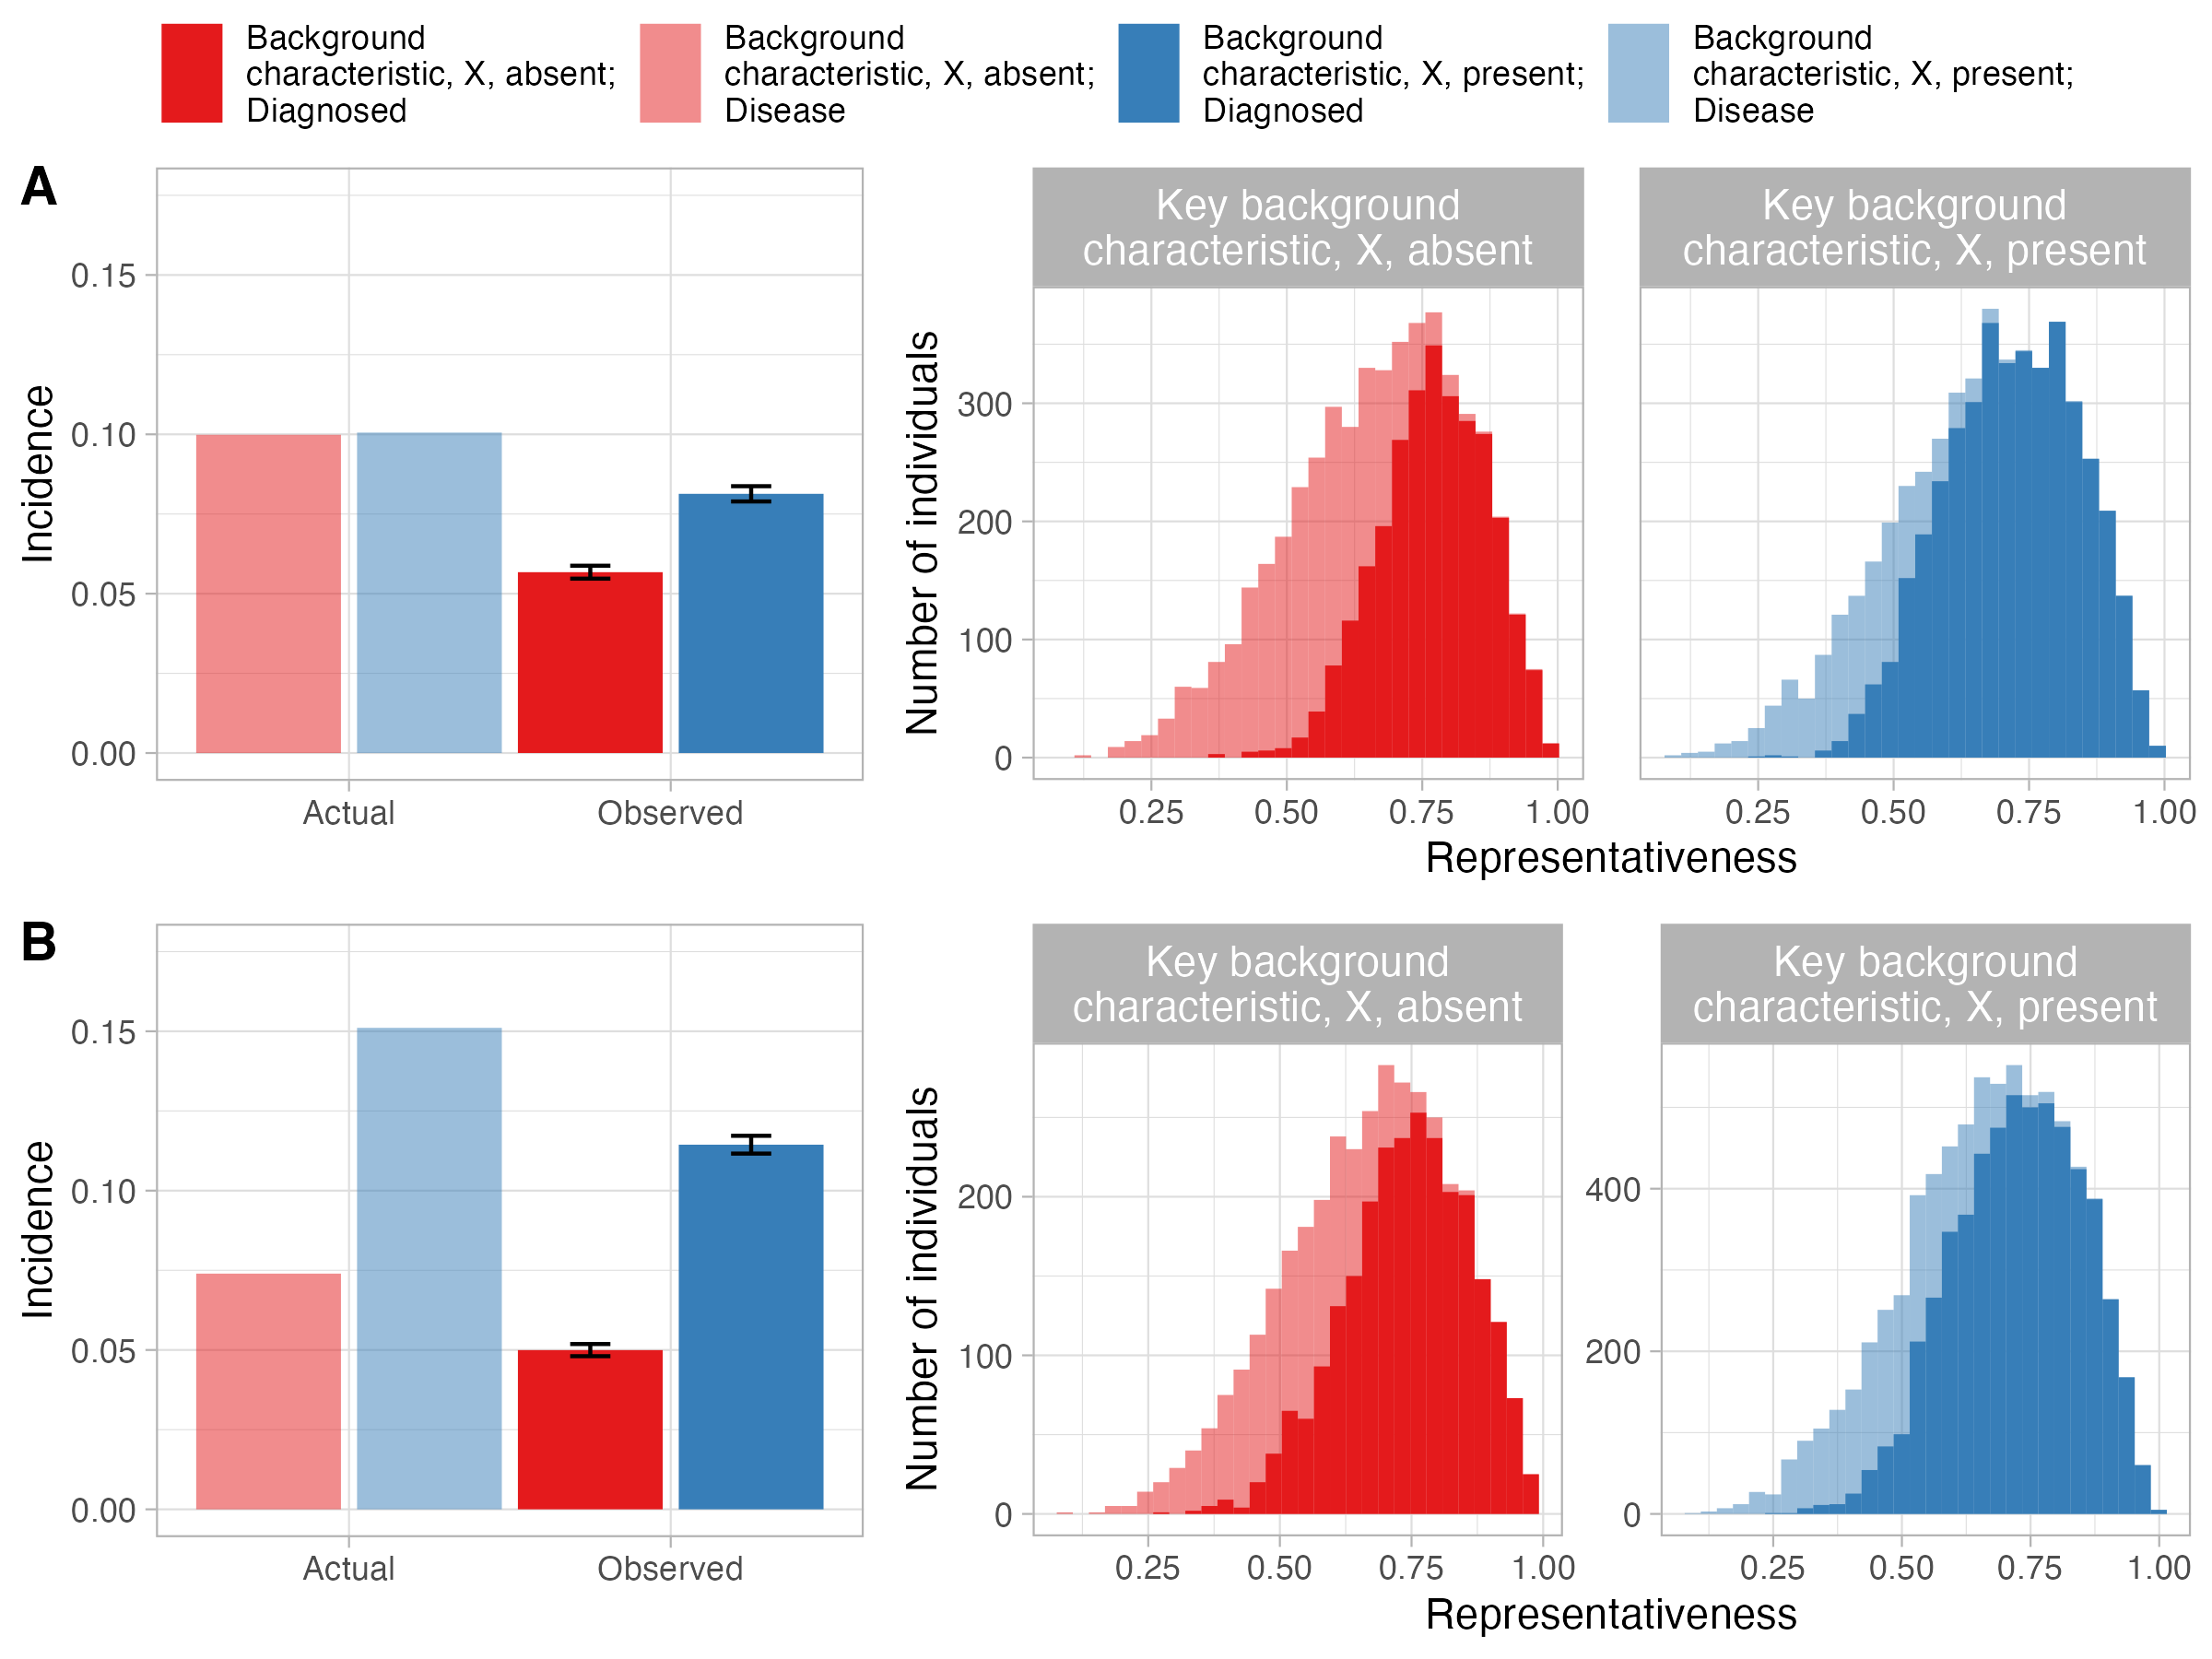 Background
characteristic, X, absent;
Diagnosed
Background
characteristic, X, absent;
Disease
Background
characteristic, X, present;
Diagnosed
Background
characteristic, X, present;
Disease
A
Incidence
0.15
0.10
0.05
0.00
Actual
Observed
Number of individuals
Key background
characteristic, X, absent
300
200
100
0
0.25
0.50
0.75
1.00
Key background
characteristic, X, present
0.25
0.50
0.75
1.00
Representativeness
B
Incidence
0.15
0.10
0.05
0.00
Actual
Observed
Number of individuals
Key background
characteristic, X, absent
200
100
0
0.25
0.50
0.75
1.00
Key background
characteristic, X, present
400
200
0
0.25
0.50
0.75
1.00
Representativeness